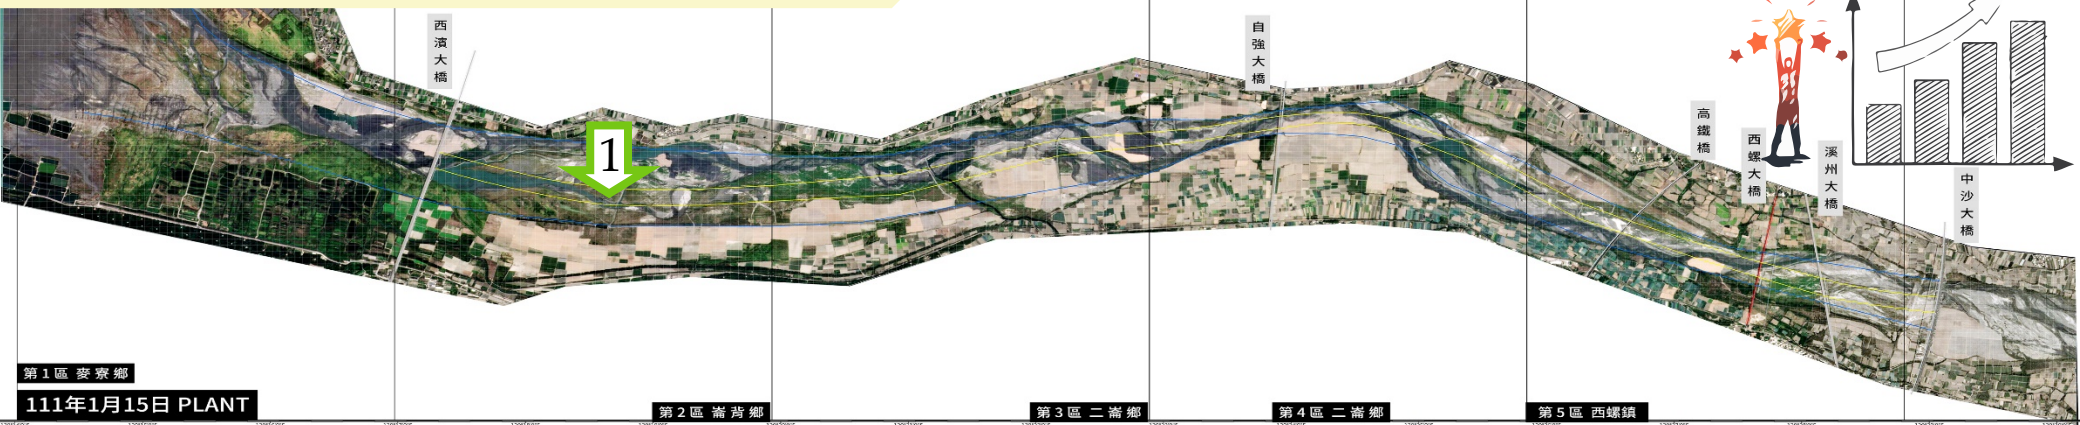 西濱大橋
自強大橋
高鐵橋
西螺大橋
溪州大橋
中沙大橋
1
第1區 麥寮鄉
111年1月15日 PLANT
第2區 崙背鄉
第3區 二崙鄉
第4區 二崙鄉
第5區 西螺鎮